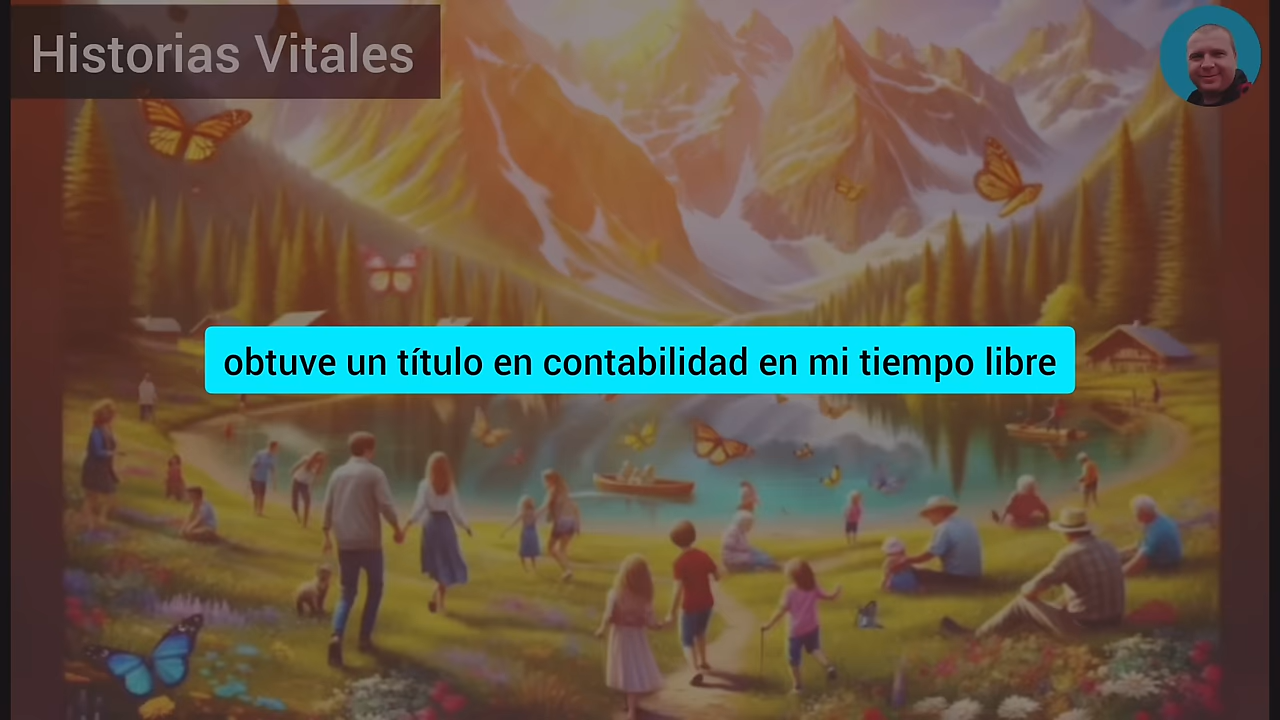 Historias Vitales
obtuve un título en contabilidad en mi tiempo libre